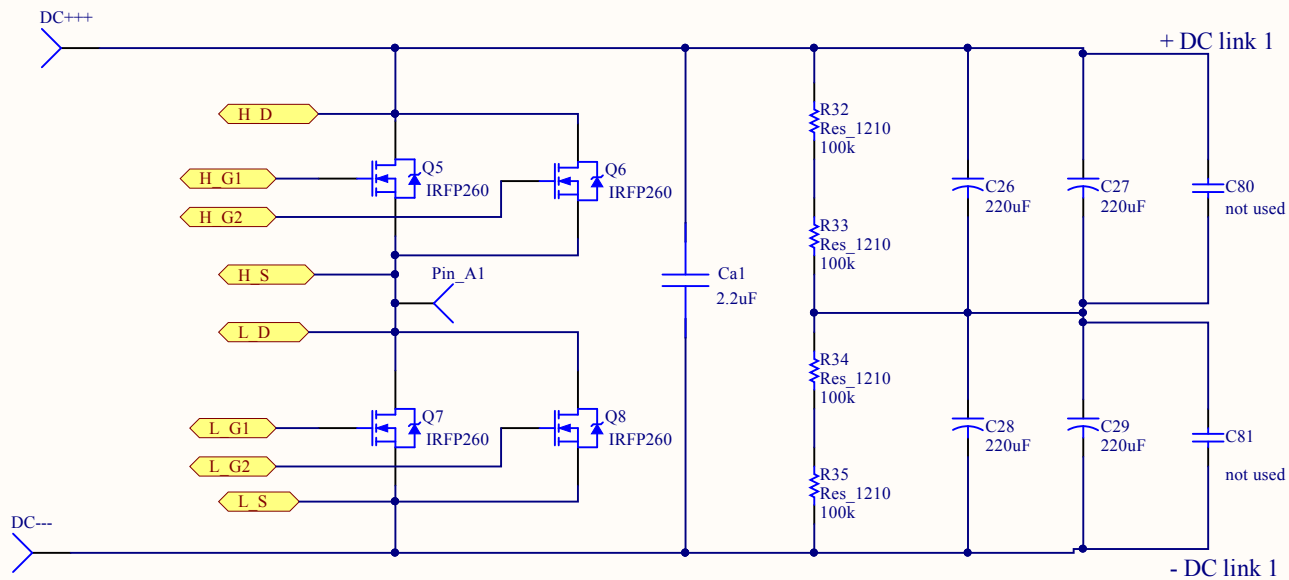 DC+++
+ DC link 1
H_D
R32
Res_1210
100k
H_G1
Q5
IRFP260
Q6
IRFP260
C26
220uF
C27
220uF
C80
not used
H_G2
R33
Res_1210
100k
H_S
Pin_A1
Ca1
2.2uF
L_D
R34
Res_1210
100k
L_G1
Q7
IRFP260
Q8
IRFP260
C28
220uF
C29
220uF
C81
not used
L_G2
R35
Res_1210
100k
L_S
DC---
- DC link 1